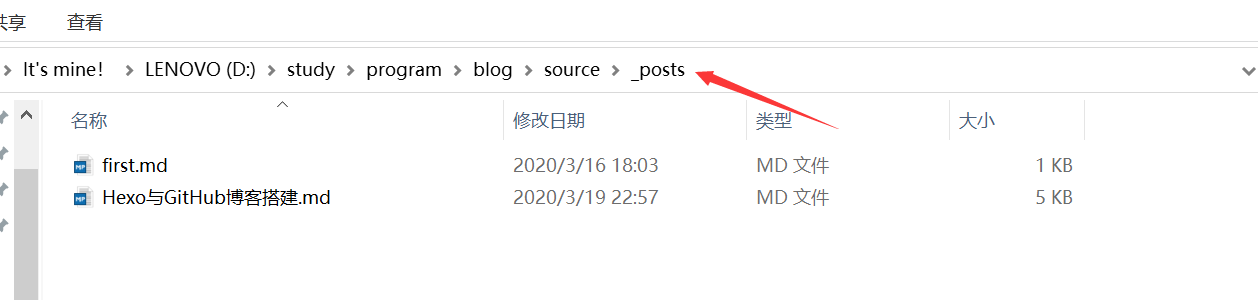 共享 查看
It's mine! LENOVO (D:) study program blog source _posts
名称 修改日期 类型 大小
first.md 2020/3/16 18:03 MD 文件 1 KB
Hexo与GitHub博客搭建.md 2020/3/19 22:57 MD 文件 5 KB